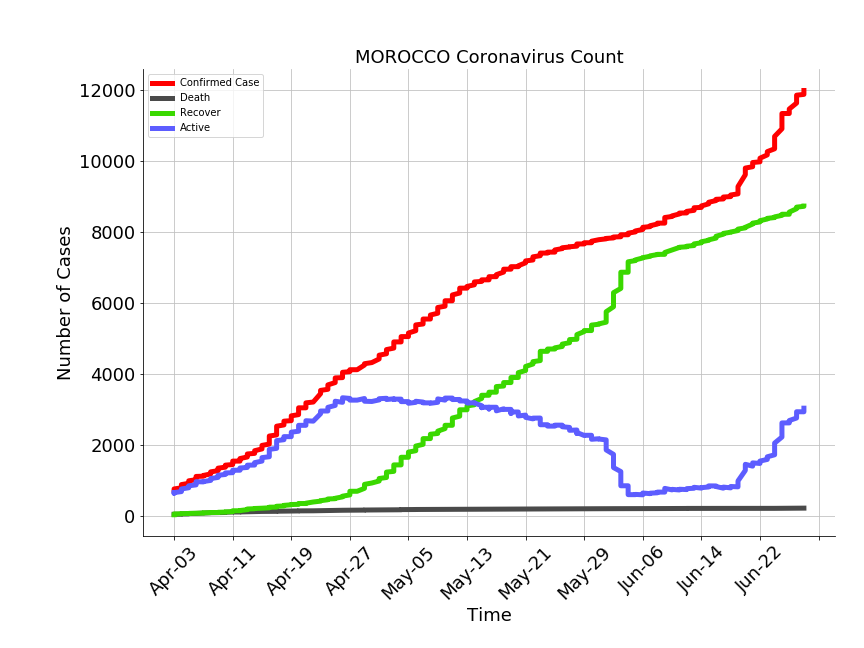 MOROCCO Coronavirus Count
Confirmed Case
Death
Recover
Active
12000
10000
8000
6000
4000
2000
0
Number of Cases
Apr-03
Apr-11
Apr-19
Apr-27
May-05
May-13
May-21
May-29
Jun-06
Jun-14
Jun-22
Time